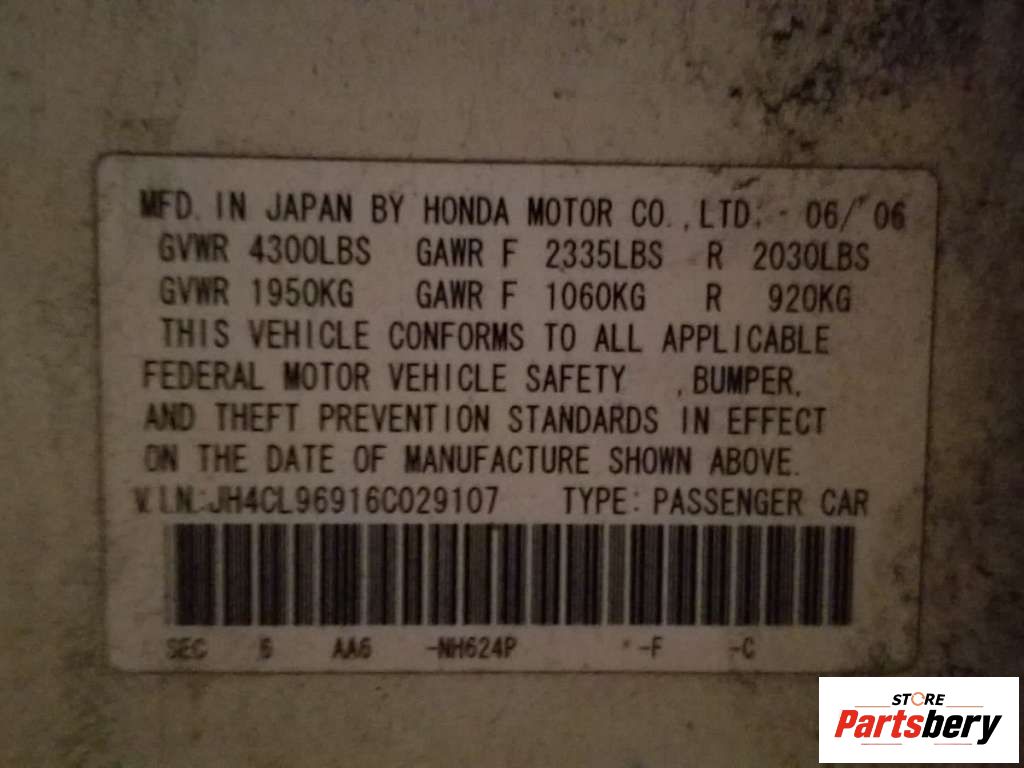 MFD. IN JAPAN BY HONDA MOTOR CO.,LTD. 06/06
GVWR 4300LBS GAWR F 2335LBS R 2030LBS
GVWR 1950KG GAWR F 1060KG R 920KG
THIS VEHICLE CONFORMS TO ALL APPLICABLE
FEDERAL MOTOR VEHICLE SAFETY ,BUMPER,
AND THEFT PREVENTION STANDARDS IN EFFECT
ON THE DATE OF MANUFACTURE SHOWN ABOVE.
V.I.N.:JH4CL96916C029107 TYPE: PASSENGER CAR
SEC 6 AA6 -NH624P -F -C
STORE
Partsbery